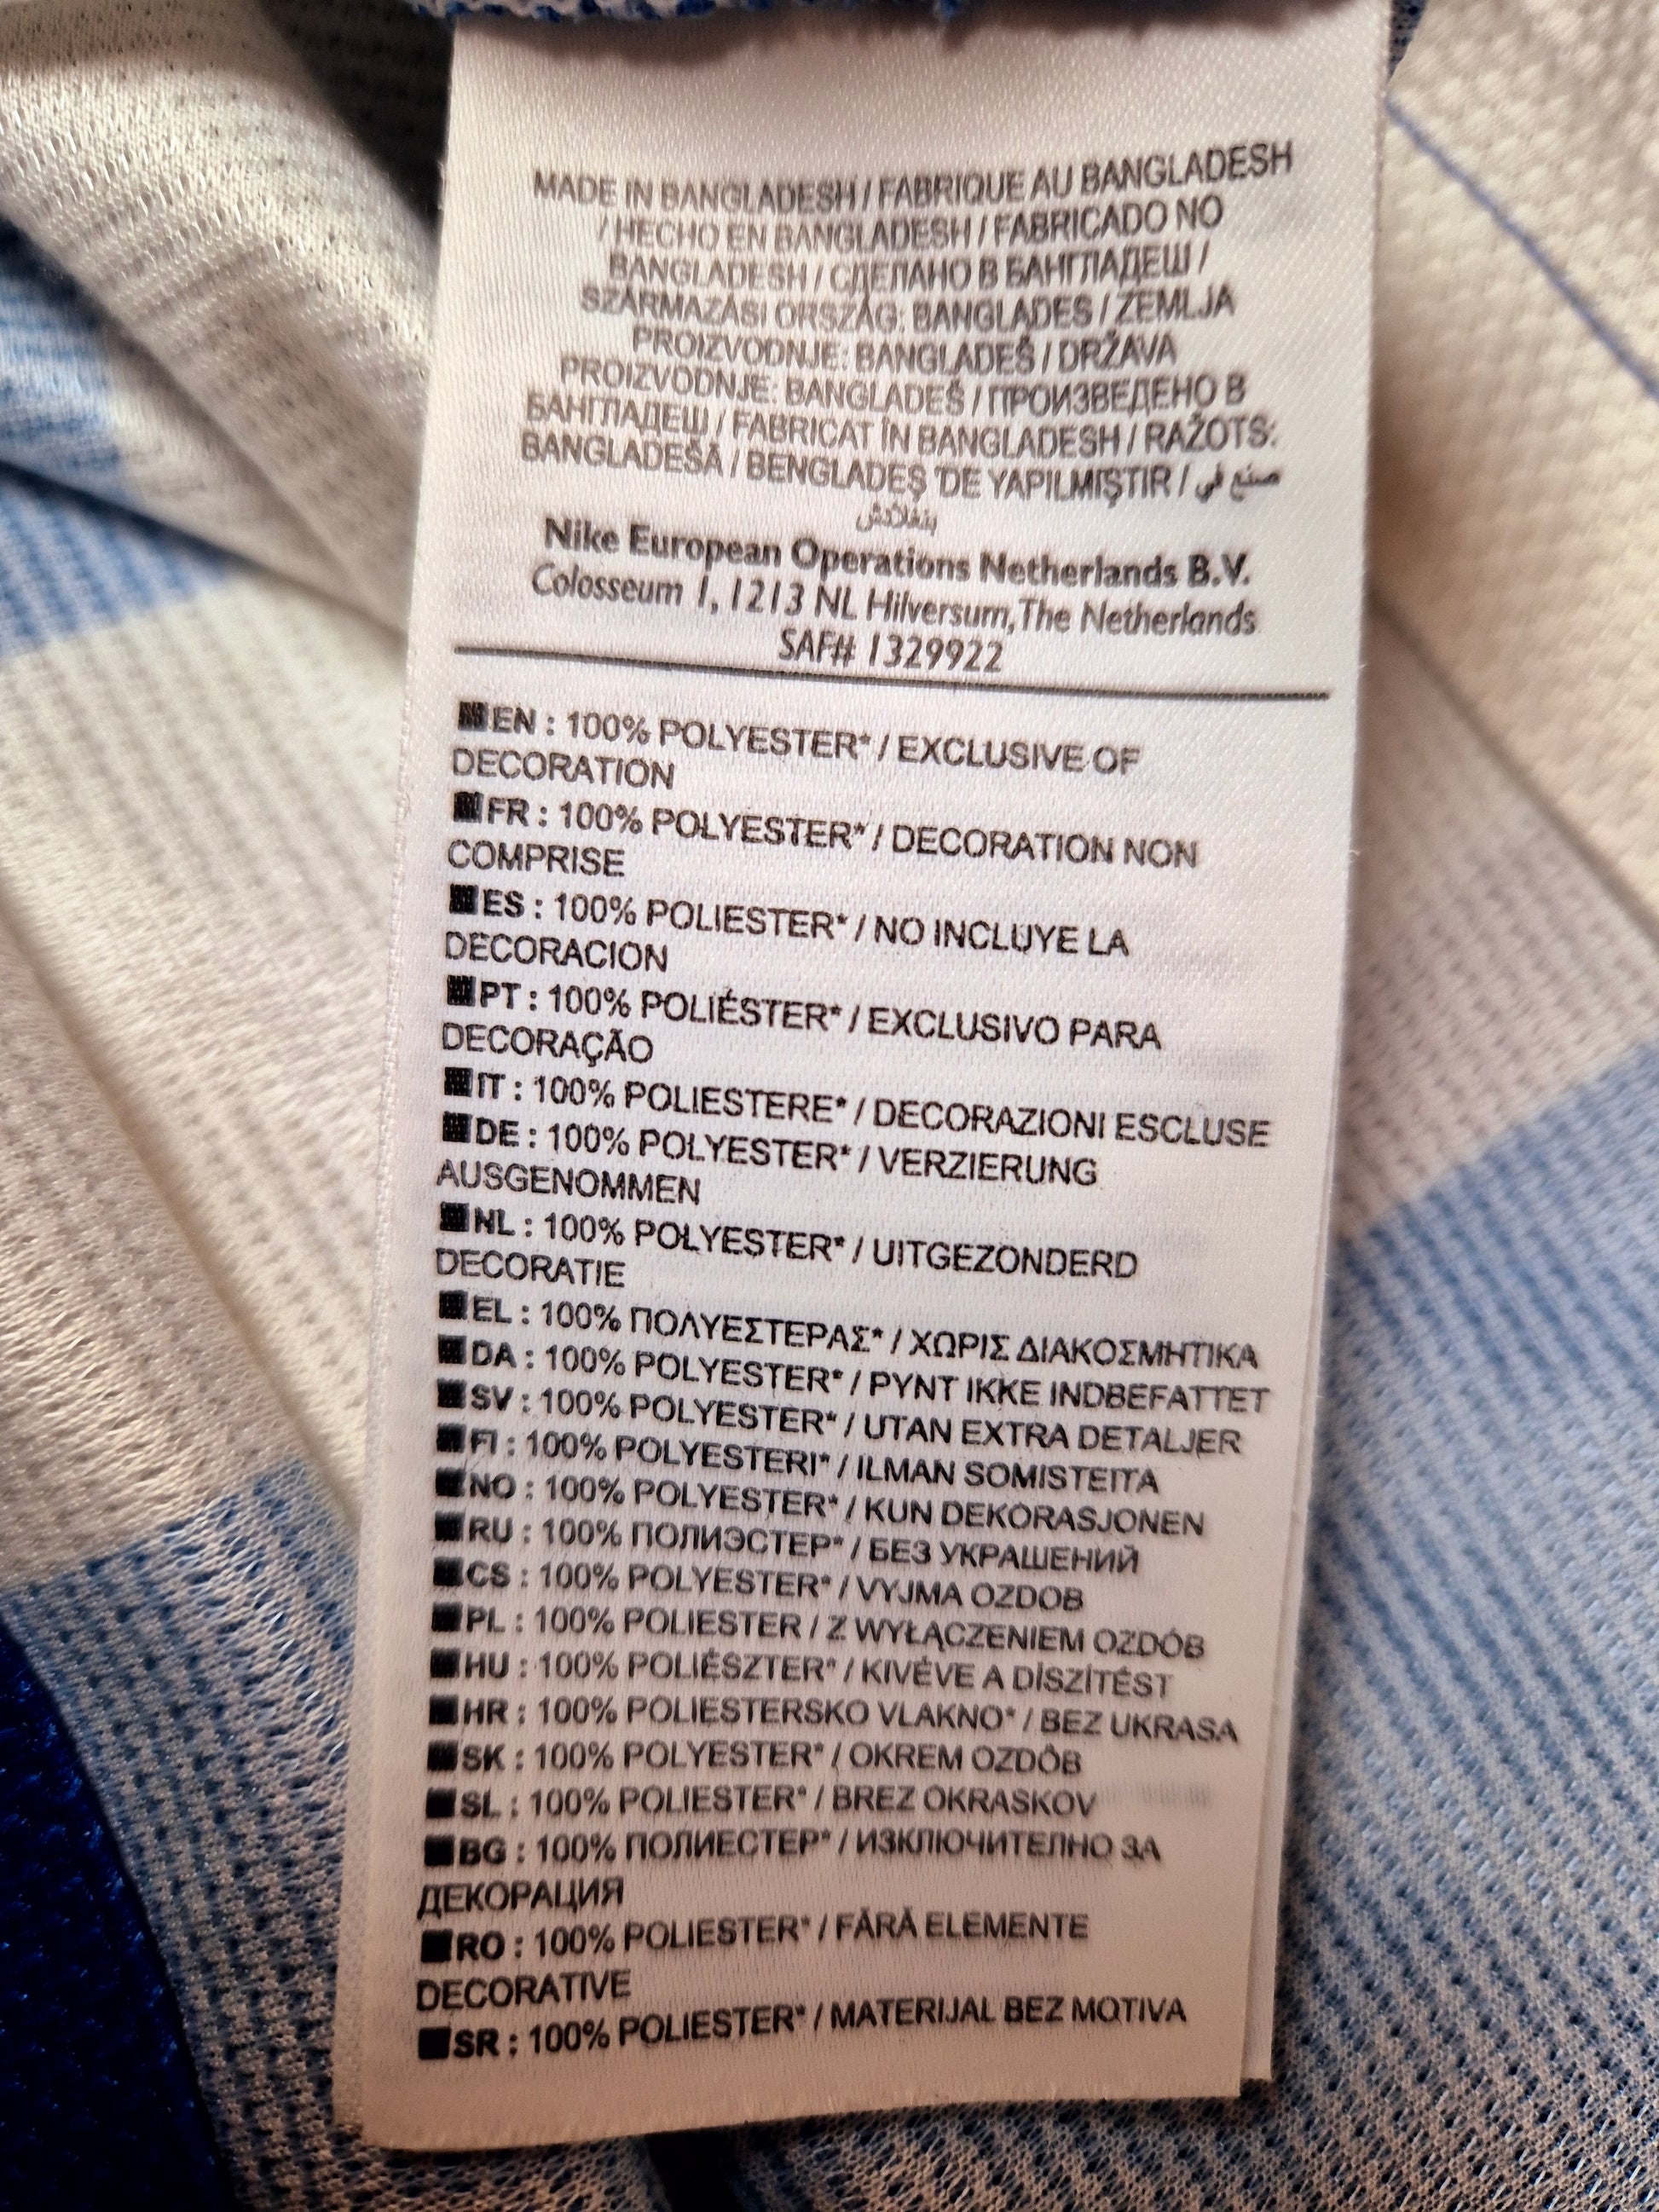 MADE IN BANGLADESH / FABRIQUE AU BANGLADESH
/ HECHO EN BANGLADESH / FABRICADO NO
BANGLADESH / СДЕЛАНО В БАНГЛАДЕШ /
SZÁRMAZÁSI ORSZÁG: BANGLADES / ZEMLJA
PROIZVODNJE: BANGLADEŠ / DRŽAVA
PROIZVODNJE: BANGLADEŠ / ПРОИЗВЕДЕНО В
БАНГЛАДЕШ / FABRICAT ÎN BANGLADESH / RAŽOTS:
BANGLADEŠĀ / BENGLADEŞ 'DE YAPILMIŞTIR / صنع في
بنغلادش
Nike European Operations Netherlands B.V.
Colosseum 1, 1213 NL Hilversum, The Netherlands
SAF# 1329922
EN : 100% POLYESTER* / EXCLUSIVE OF
DECORATION
FR : 100% POLYESTER* / DECORATION NON
COMPRISE
ES : 100% POLIESTER* / NO INCLUYE LA
DECORACION
PT : 100% POLIÉSTER* / EXCLUSIVO PARA
DECORAÇÃO
IT : 100% POLIESTERE* / DECORAZIONI ESCLUSE
DE : 100% POLYESTER* / VERZIERUNG
AUSGENOMMEN
NL : 100% POLYESTER* / UITGEZONDERD
DECORATIE
EL : 100% ΠΟΛΥΕΣΤΕΡΑΣ* / ΧΩΡΙΣ ΔΙΑΚΟΣΜΗΤΙΚΑ
DA : 100% POLYESTER* / PYNT IKKE INDBEFATTET
SV : 100% POLYESTER* / UTAN EXTRA DETALJER
FI : 100% POLYESTERI* / ILMAN SOMISTEITA
NO : 100% POLYESTER* / KUN DEKORASJONEN
RU : 100% ПОЛИЭСТЕР* / БЕЗ УКРАШЕНИЙ
CS : 100% POLYESTER* / VYJMA OZDOB
PL : 100% POLIESTER / Z WYŁĄCZENIEM OZDÓB
HU : 100% POLIÉSZTER* / KIVÉVE A DÍSZÍTÉST
HR : 100% POLIESTERSKO VLAKNO* / BEZ UKRASA
SK : 100% POLYESTER* / OKREM OZDÔB
SL : 100% POLIESTER* / BREZ OKRASKOV
BG : 100% ПОЛИЕСТЕР* / ИЗКЛЮЧИТЕЛНО ЗА
ДЕКОРАЦИЯ
RO : 100% POLIESTER* / FĂRĂ ELEMENTE
DECORATIVE
SR : 100% POLIESTER* / MATERIJAL BEZ MOTIVA